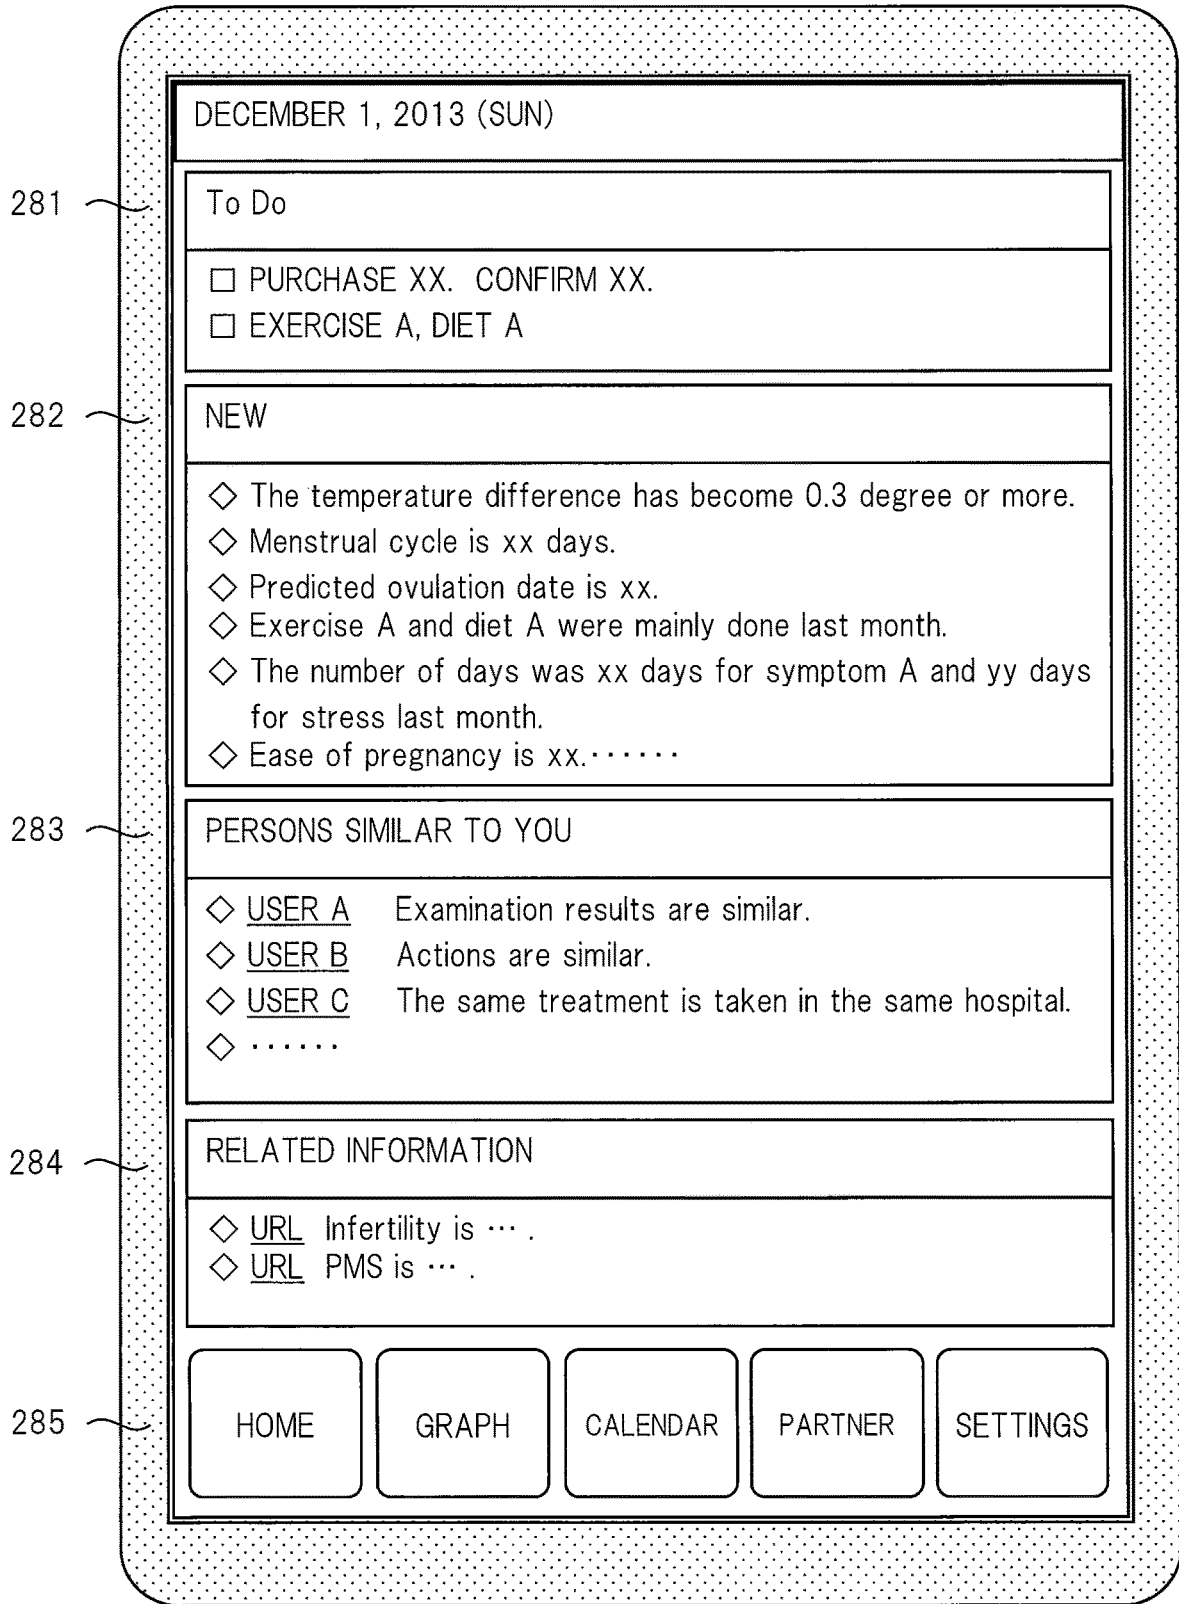 DECEMBER 1, 2013 (SUN)
281
To Do
□ PURCHASE XX. CONFIRM XX.
□ EXERCISE A, DIET A
282
NEW
◇ The temperature difference has become 0.3 degree or more.
◇ Menstrual cycle is xx days.
◇ Predicted ovulation date is xx.
◇ Exercise A and diet A were mainly done last month.
◇ The number of days was xx days for symptom A and yy days
for stress last month.
◇ Ease of pregnancy is xx.······
283
PERSONS SIMILAR TO YOU
◇ USER A Examination results are similar.
◇ USER B Actions are similar.
◇ USER C The same treatment is taken in the same hospital.
◇ ······
284
RELATED INFORMATION
◇ URL Infertility is ··· .
◇ URL PMS is ··· .
285
HOME GRAPH CALENDAR PARTNER SETTINGS